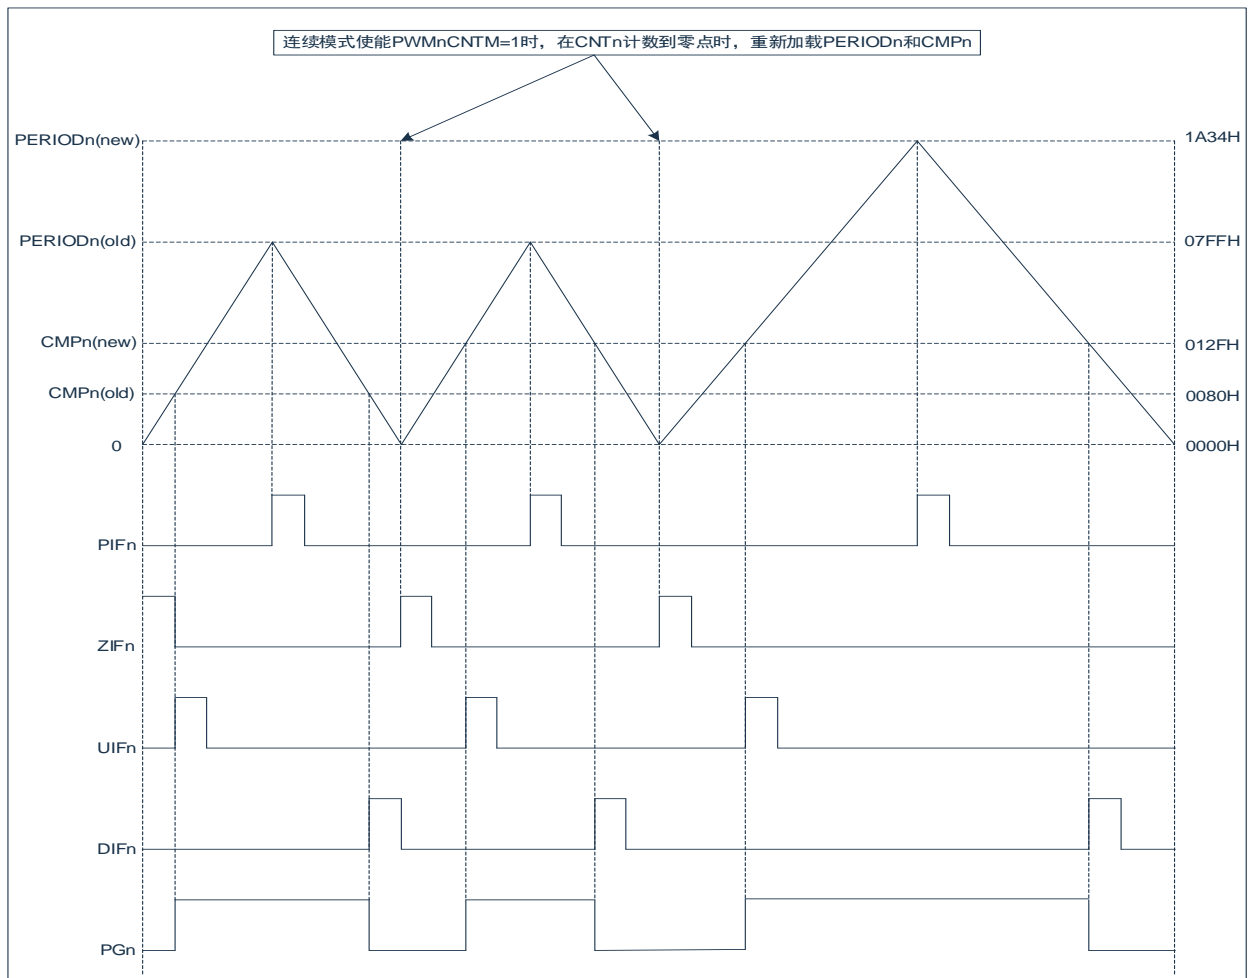 连续模式使能PWMnCNTM=1时，在CNTn计数到零点时，重新加载PERIODn和CMPn
PERIODn(new)
1A34H
PERIODn(old)
07FFH
CMPn(new)
012FH
CMPn(old)
0080H
0
0000H
PIFn
ZIFn
UIFn
DIFn
PGn